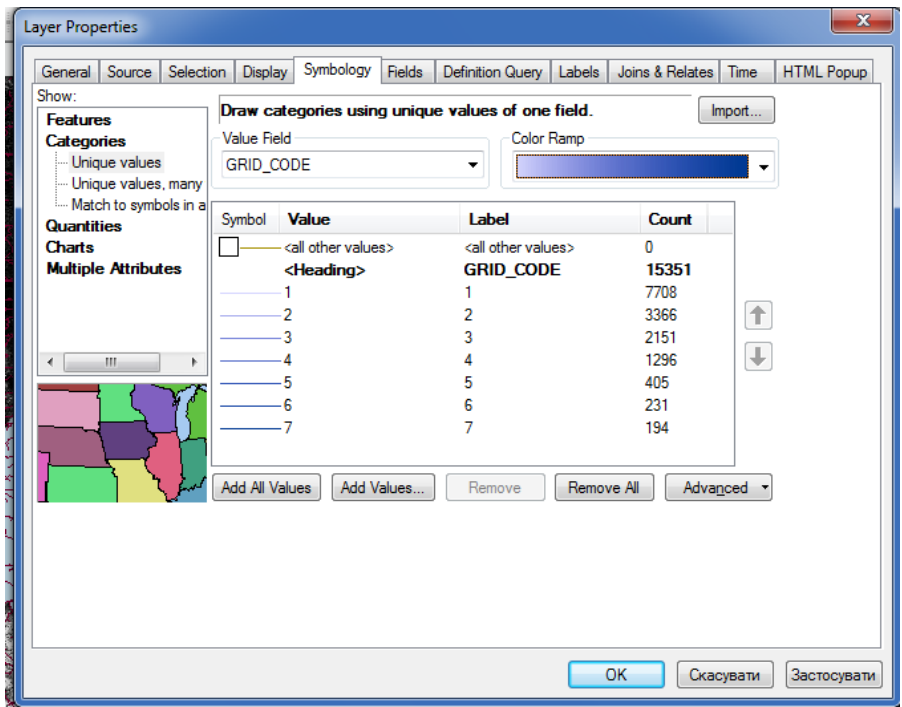 Layer Properties
General Source Selection Display Symbology Fields Definition Query Labels Joins & Relates Time HTML Popup
Show:
Features
Categories
Unique values
Unique values, many
Match to symbols in a
Quantities
Charts
Multiple Attributes
Draw categories using unique values of one field.
Import...
Value Field
GRID_CODE
Color Ramp
Symbol Value Label Count
<all other values> <all other values> 0
<Heading> GRID_CODE 15351
1 1 7708
2 2 3366
3 3 2151
4 4 1296
5 5 405
6 6 231
7 7 194
Add All Values Add Values... Remove Remove All Advanced
OK Скасувати Застосувати